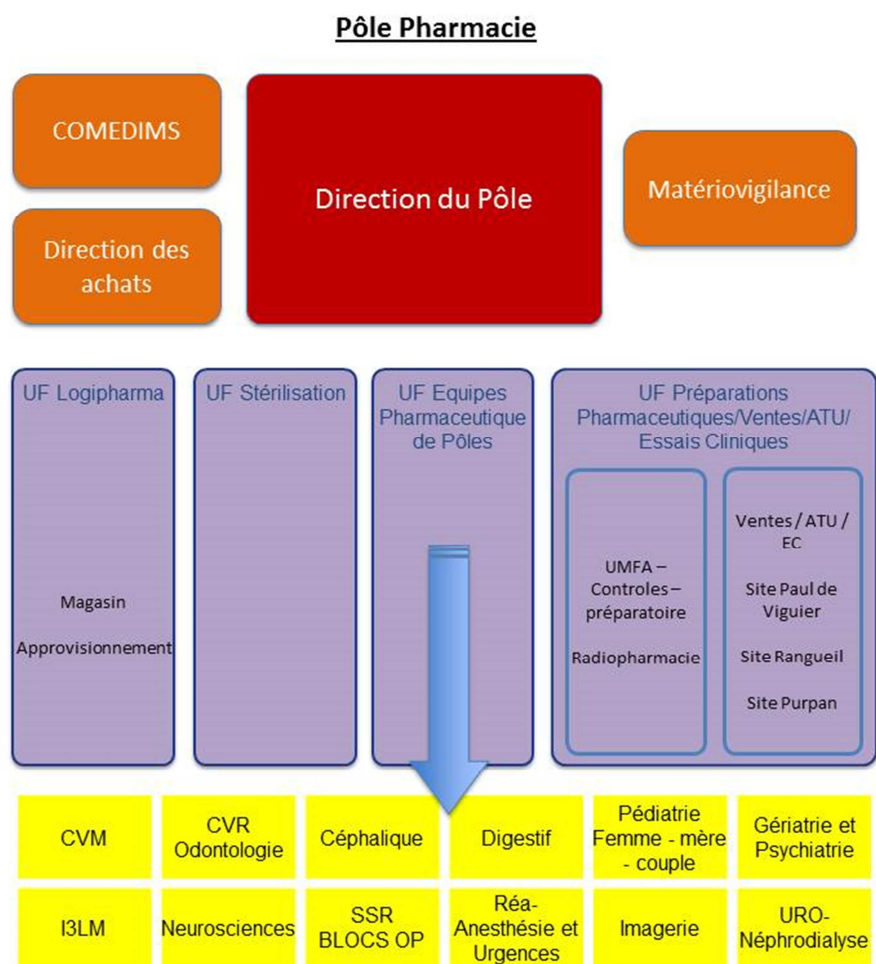 Pôle Pharmacie
COMEDIMS
Direction des
achats
Direction du Pôle
Matériovigilance
UF Logipharma
Magasin
Approvisionnement
UF Stérilisation
UF Equipes
Pharmaceutique
de Pôles
UF Préparations
Pharmaceutiques/Ventes/ATU/
Essais Cliniques
UMFA –
Controles –
préparatoire
Radiopharmacie
Ventes / ATU /
EC
Site Paul de
Viguier
Site Rangueil
Site Purpan
CVM
CVR
Odontologie
Céphalique
Digestif
Pédiatrie
Femme - mère
- couple
Gériatrie et
Psychiatrie
I3LM
Neurosciences
SSR
BLOCS OP
Réa-
Anesthésie et
Urgences
Imagerie
URO-
Néphrodialyse